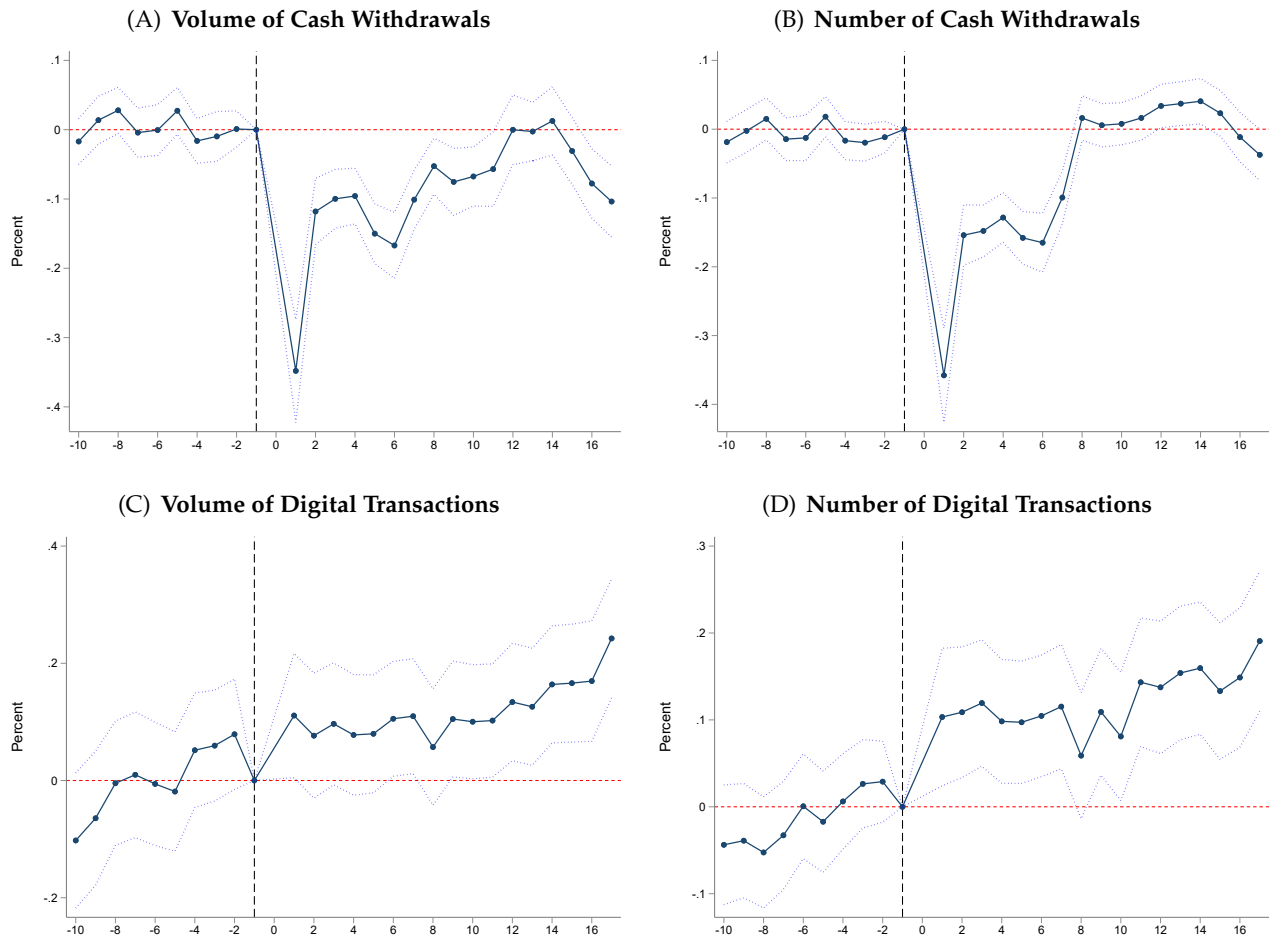 (A) Volume of Cash Withdrawals
.1
0
-.1
-.2
-.3
-.4
Percent
-10 -8 -6 -4 -2 0 2 4 6 8 10 12 14 16
(B) Number of Cash Withdrawals
.1
0
-.1
-.2
-.3
-.4
Percent
-10 -8 -6 -4 -2 0 2 4 6 8 10 12 14 16
(C) Volume of Digital Transactions
.4
.2
0
-.2
Percent
-10 -8 -6 -4 -2 0 2 4 6 8 10 12 14 16
(D) Number of Digital Transactions
.3
.2
.1
0
-.1
Percent
-10 -8 -6 -4 -2 0 2 4 6 8 10 12 14 16